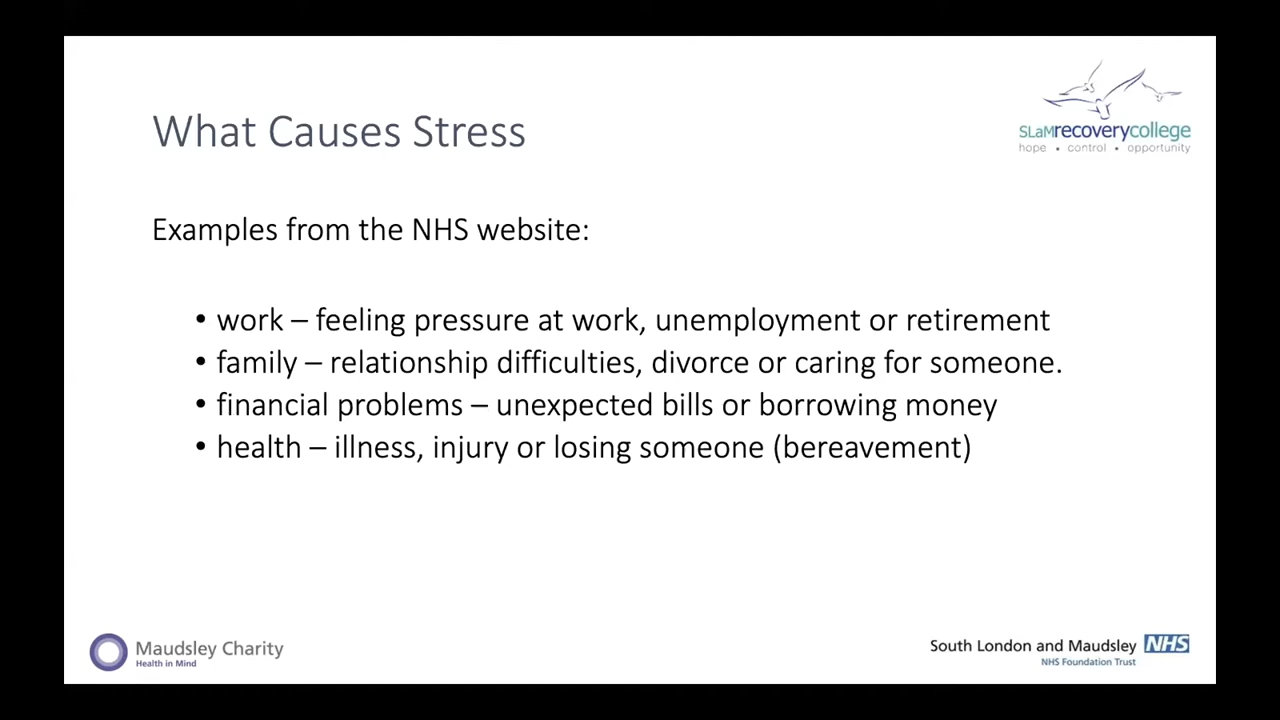 What Causes Stress
SLaMrecoverycollege
hope • control • opportunity
Examples from the NHS website:
• work – feeling pressure at work, unemployment or retirement
• family – relationship difficulties, divorce or caring for someone.
• financial problems – unexpected bills or borrowing money
• health – illness, injury or losing someone (bereavement)
Maudsley Charity
Health in Mind
South London and Maudsley NHS
NHS Foundation Trust